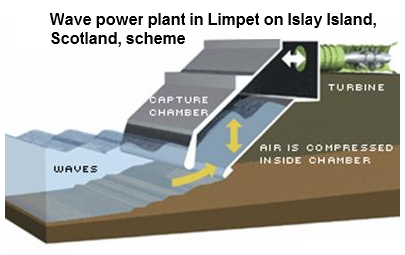 Wave power plant in Limpet on Islay Island,
Scotland, scheme
CAPTURE
CHAMBER
TURBINE
AIR IS COMPRESSED
INSIDE CHAMBER
WAVES